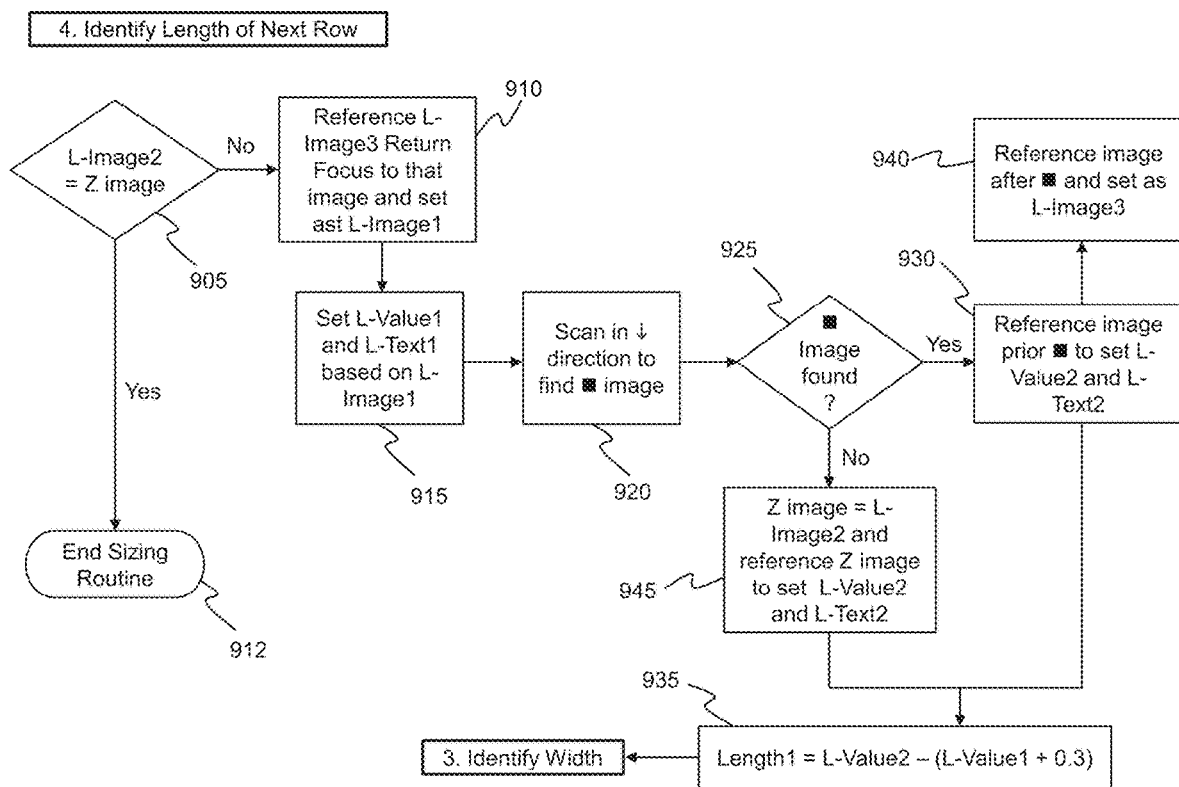 4. Identify Length of Next Row
910
Reference L-
Image3 Return
Focus to that
image and set
ast L-Image1
No
L-Image2
= Z image
905
Yes
End Sizing
Routine
912
Set L-Value1
and L-Text1
based on L-
Image1
915
Scan in ↓
direction to
find ■ image
920
925
■
Image
found
?
Yes
No
930
Reference image
prior ■ to set L-
Value2 and L-
Text2
940
Reference image
after ■ and set as
L-Image3
Z image = L-
Image2 and
reference Z image
to set L-Value2
and L-Text2
945
935
Length1 = L-Value2 – (L-Value1 + 0.3)
3. Identify Width